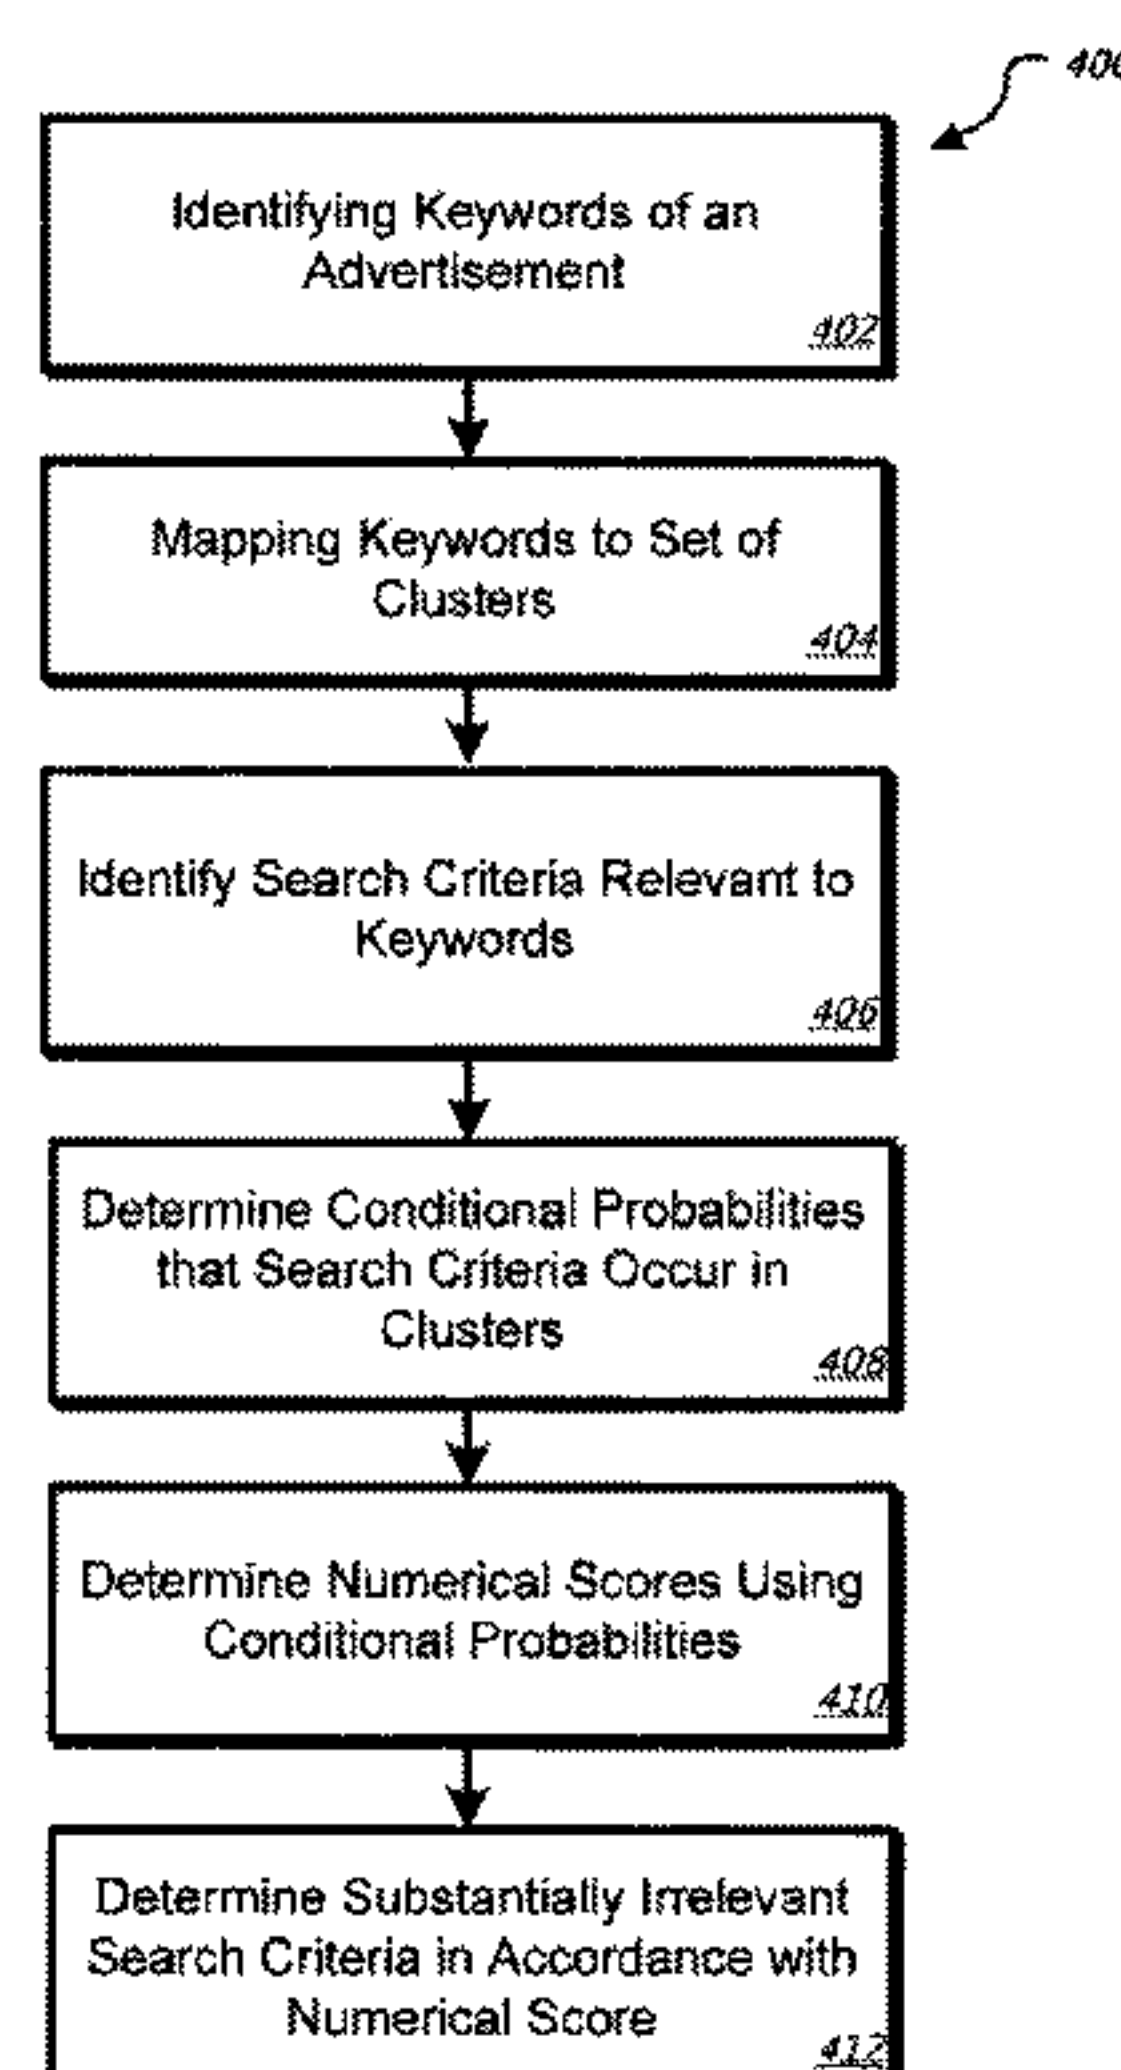 400
Identifying Keywords of an
Advertisement
402
Mapping Keywords to Set of
Clusters
404
Identify Search Criteria Relevant to
Keywords
406
Determine Conditional Probabilities
that Search Criteria Occur in
Clusters
408
Determine Numerical Scores Using
Conditional Probabilities
410
Determine Substantially Irrelevant
Search Criteria in Accordance with
Numerical Score
412